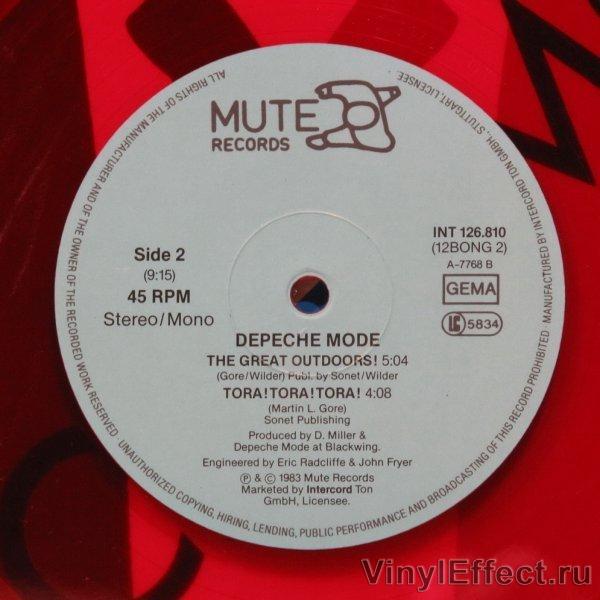 MUTE
RECORDS
Side 2
(9:15)
45 RPM
Stereo/Mono
INT 126.810
(12BONG 2)
A-7768 B
GEMA
LC 5834
DEPECHE MODE
THE GREAT OUTDOORS! 5:04
(Gore/Wilder) Publ. by Sonet/Wilder
TORA!TORA!TORA! 4:08
(Martin L. Gore)
Sonet Publishing
Produced by D. Miller &
Depeche Mode at Blackwing.
Engineered by Eric Radcliffe & John Fryer
℗ & © 1983 Mute Records
Marketed by Intercord Ton
GmbH, Licensee.
ALL RIGHTS OF THE MANUFACTURER AND OF THE OWNER OF THE RECORDED WORK RESERVED · UNAUTHORIZED COPYING, HIRING, LENDING, PUBLIC PERFORMANCE AND BROADCASTING OF THIS RECORD PROHIBITED · MANUFACTURED BY INTERCORD TON GMBH., STUTTGART, LICENSEE
VinylEffect.ru